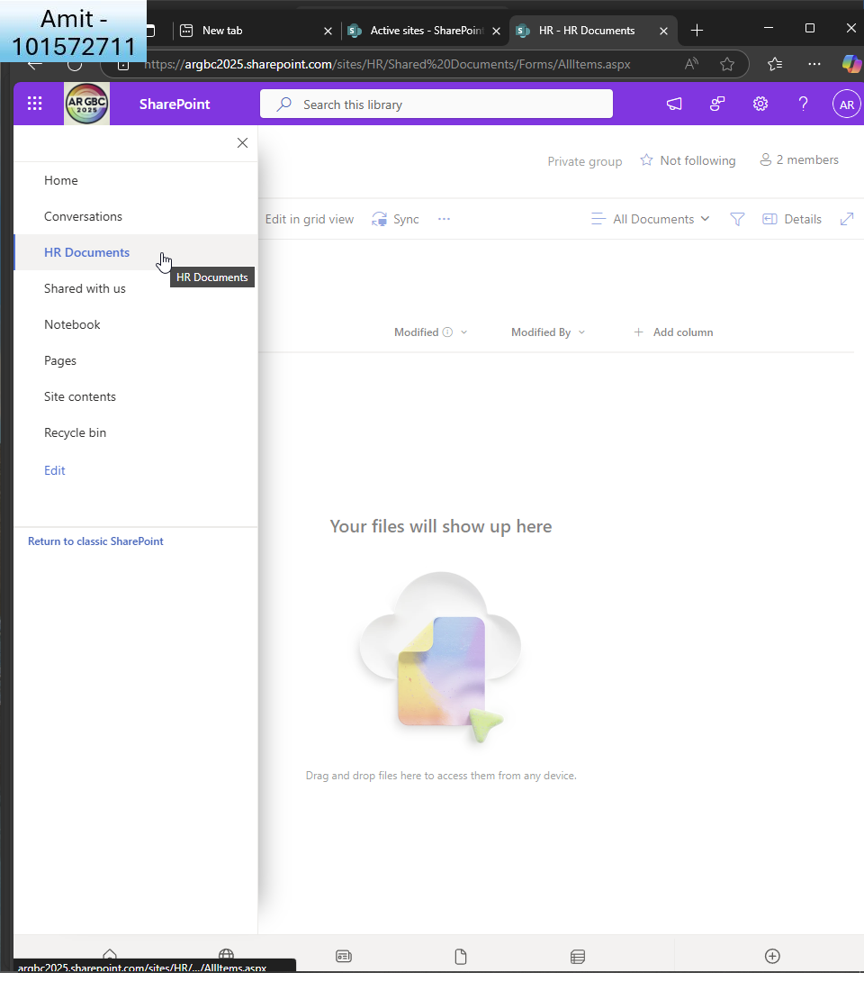 Amit -
101572711
New tab
Active sites - SharePoint
HR - HR Documents
https://argbc2025.sharepoint.com/sites/HR/Shared%20Documents/Forms/AllItems.aspx
AR GBC
2025
SharePoint
Search this library
?
AR
Private group
Not following
2 members
Edit in grid view
Sync
...
All Documents
Details
Home
Conversations
HR Documents
HR Documents
Shared with us
Notebook
Pages
Site contents
Recycle bin
Edit
Return to classic SharePoint
Modified
Modified By
+ Add column
Your files will show up here
Drag and drop files here to access them from any device.
argbc2025.sharepoint.com/sites/HR/.../AllItems.aspx